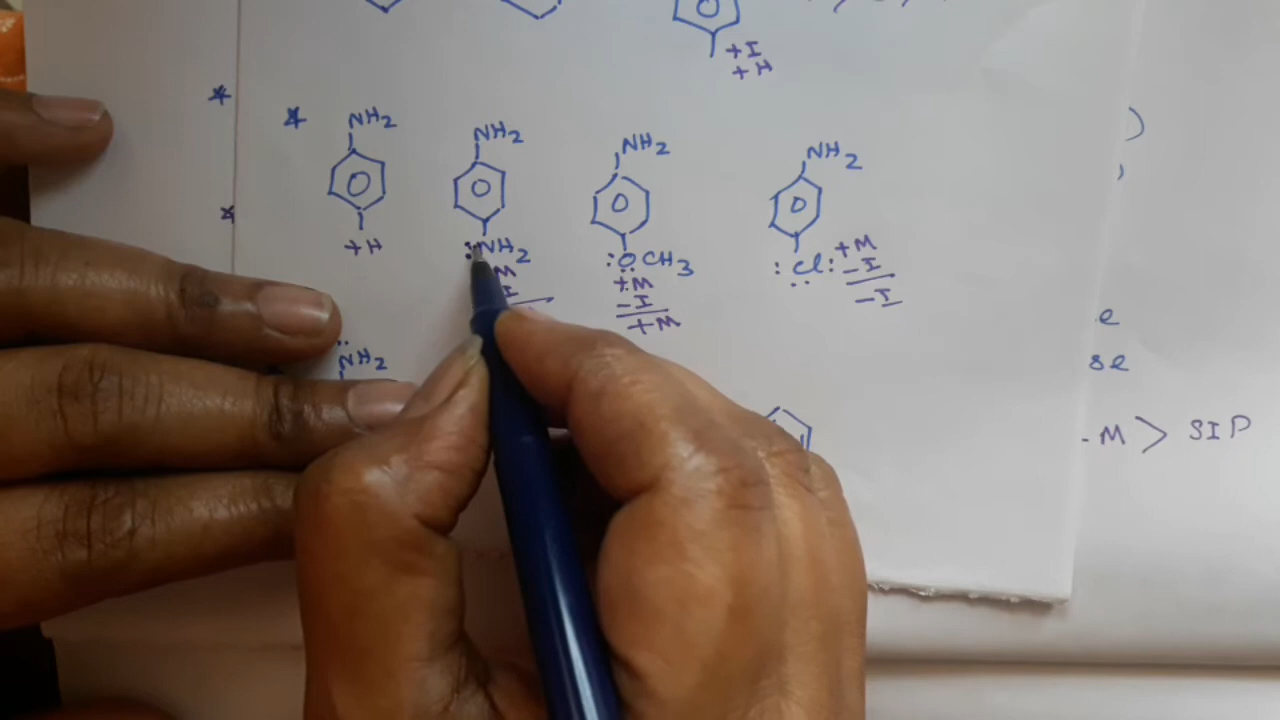 +I
+H
* * NH2 NH2 NH2 NH2
*
+H :NH2 :OCH3 :Cl: +M
M +M -I
H -I -I
+M
e
se
-M > SIP
NH2